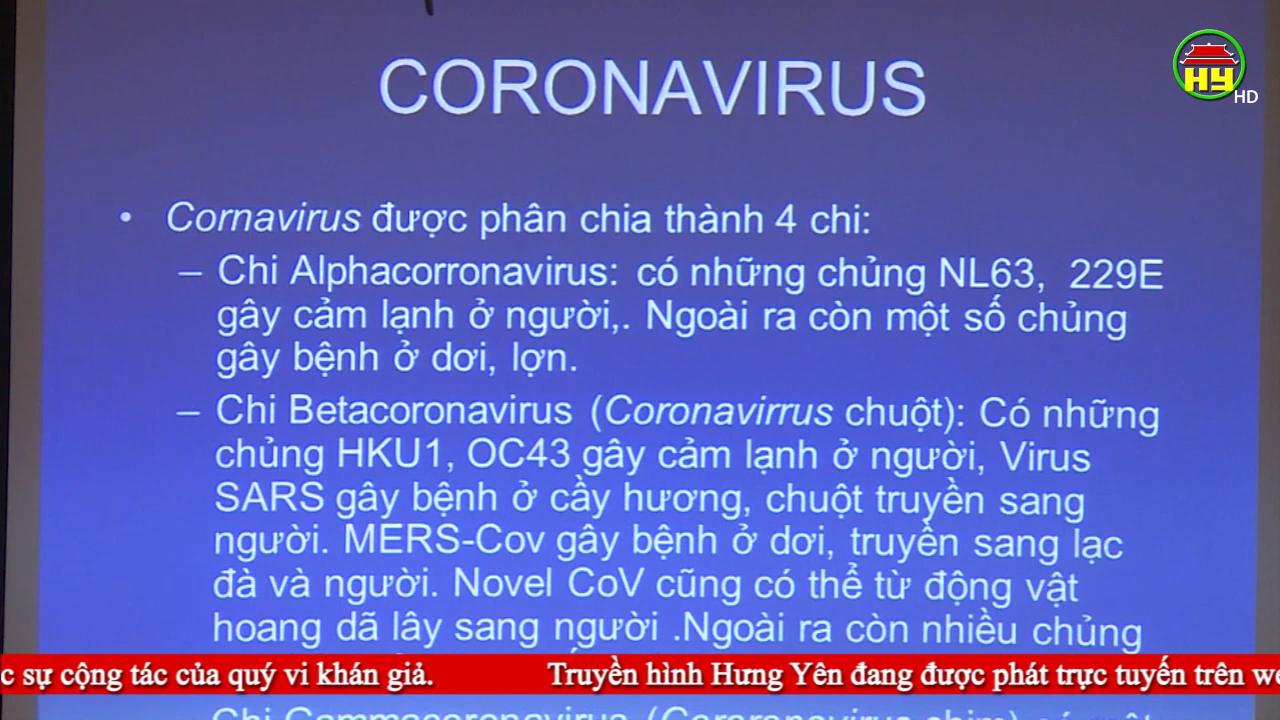 CORONAVIRUS
HY
HD
• Cornavirus được phân chia thành 4 chi:
– Chi Alphacorronavirus: có những chủng NL63, 229E
gây cảm lạnh ở người,. Ngoài ra còn một số chủng
gây bệnh ở dơi, lợn.
– Chi Betacoronavirus (Coronavirrus chuột): Có những
chủng HKU1, OC43 gây cảm lạnh ở người, Virus
SARS gây bệnh ở cầy hương, chuột truyền sang
người. MERS-Cov gây bệnh ở dơi, truyền sang lạc
đà và người. Novel CoV cũng có thể từ động vật
hoang dã lây sang người .Ngoài ra còn nhiều chủng
c sự cộng tác của quý vi khán giả. Truyền hình Hưng Yên đang được phát trực tuyến trên we